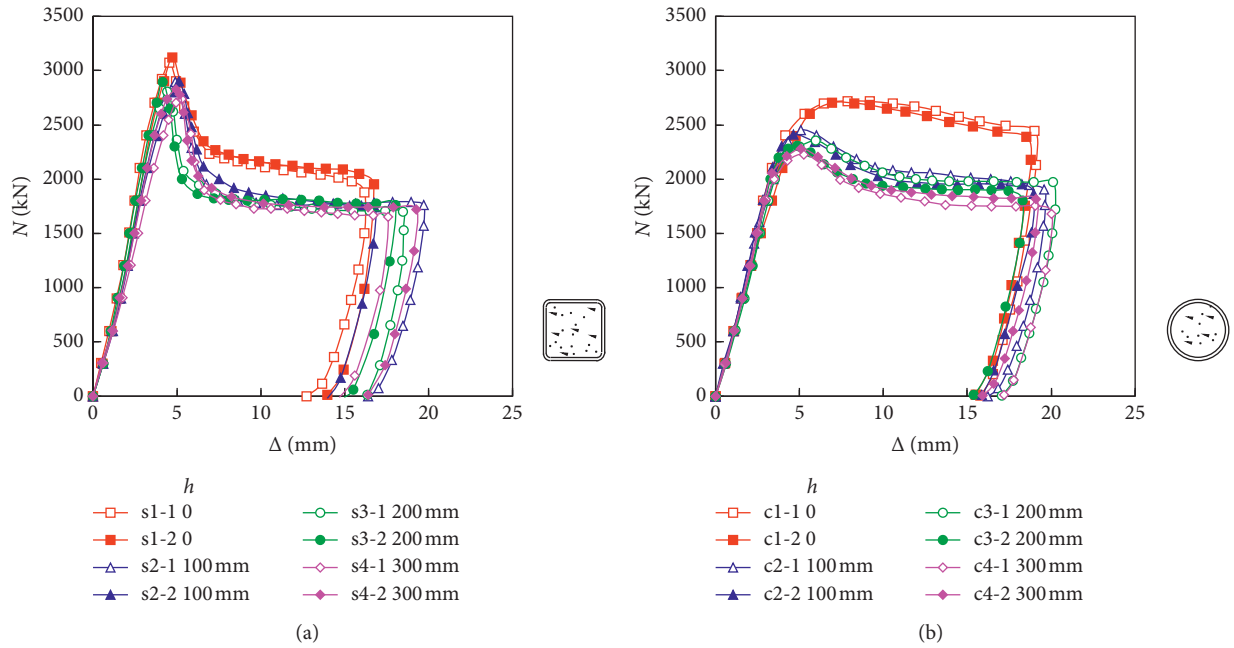 3500
3000
2500
2000
1500
1000
500
0
N (kN)
0 5 10 15 20 25
Δ (mm)
h
s1-1 0
s1-2 0
s2-1 100 mm
s2-2 100 mm
s3-1 200 mm
s3-2 200 mm
s4-1 300 mm
s4-2 300 mm
(a)
3500
3000
2500
2000
1500
1000
500
0
N (kN)
0 5 10 15 20 25
Δ (mm)
h
c1-1 0
c1-2 0
c2-1 100 mm
c2-2 100 mm
c3-1 200 mm
c3-2 200 mm
c4-1 300 mm
c4-2 300 mm
(b)